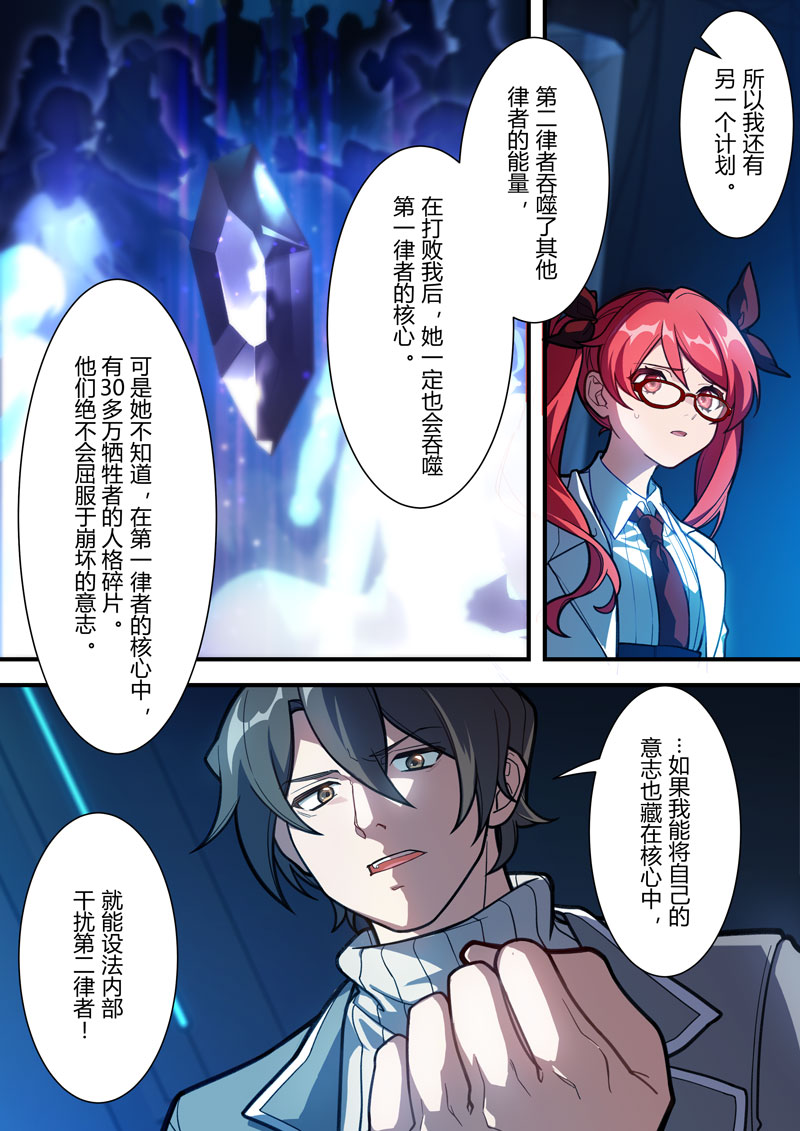 所以我还有
另一个计划。
第二律者吞噬了其他
律者的能量，
在打败我后，她一定也会吞噬
第一律者的核心。
可是她不知道，在第一律者的核心中，
有30多万牺牲者的人格碎片。
他们绝不会屈服于崩坏的意志。
…如果我能将自己的
意志也藏在核心中，
就能设法内部
干扰第二律者！